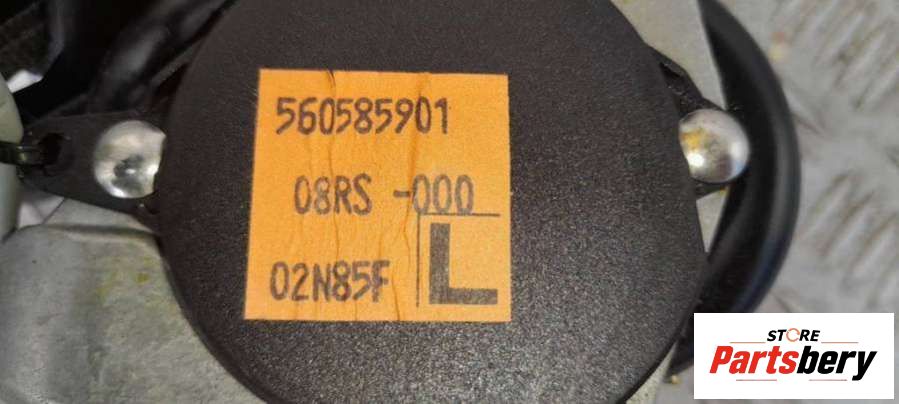 560585901
08RS -000
02N85F L
STORE
Partsbery